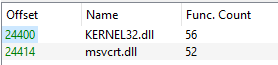 Offset Name Func. Count
24400 KERNEL32.dll 56
24414 msvcrt.dll 52